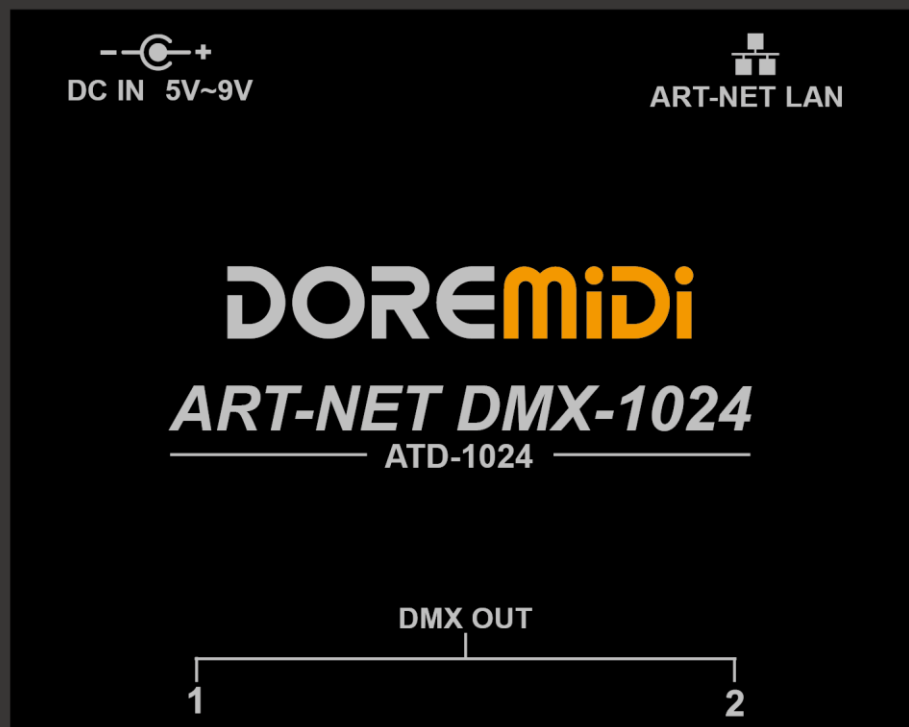 DC IN 5V~9V
ART-NET LAN
DOREMiDi
ART-NET DMX-1024
ATD-1024
DMX OUT
1
2